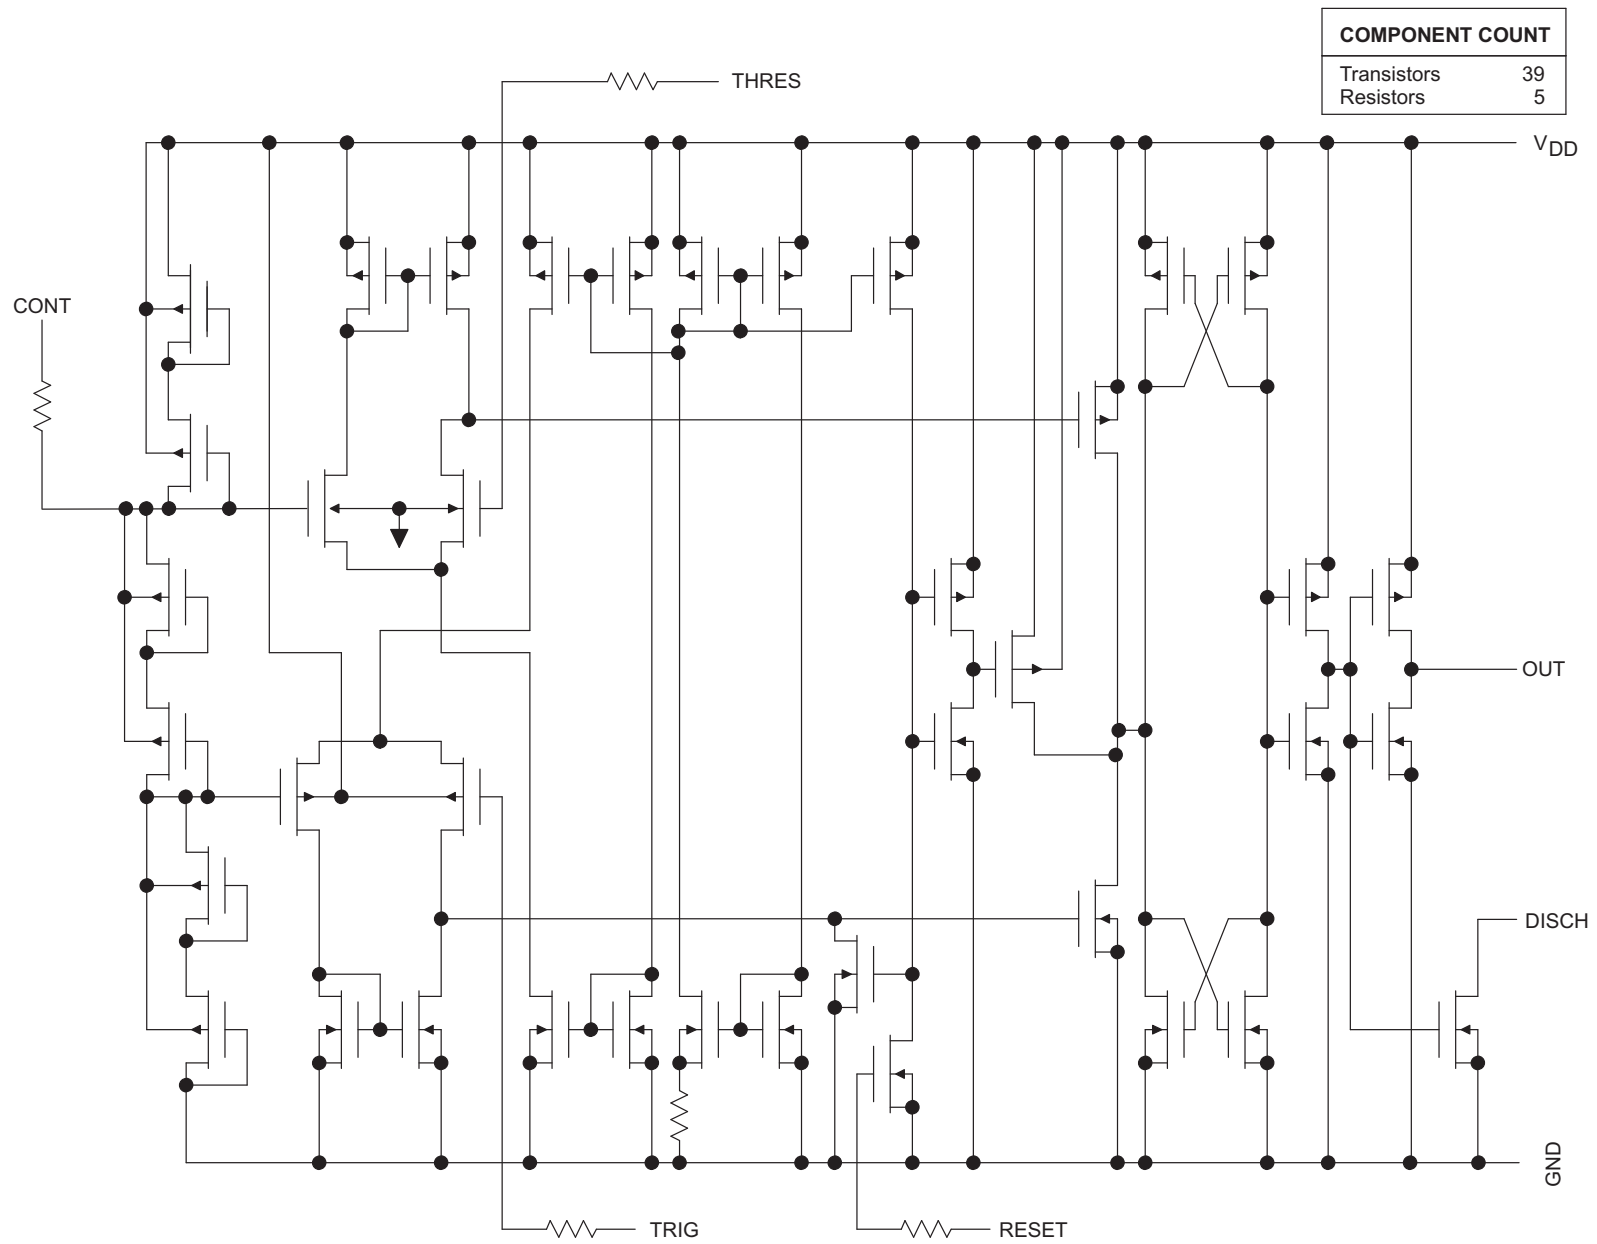 COMPONENT COUNT
Transistors 39
Resistors 5
THRES
VDD
CONT
OUT
DISCH
GND
TRIG
RESET